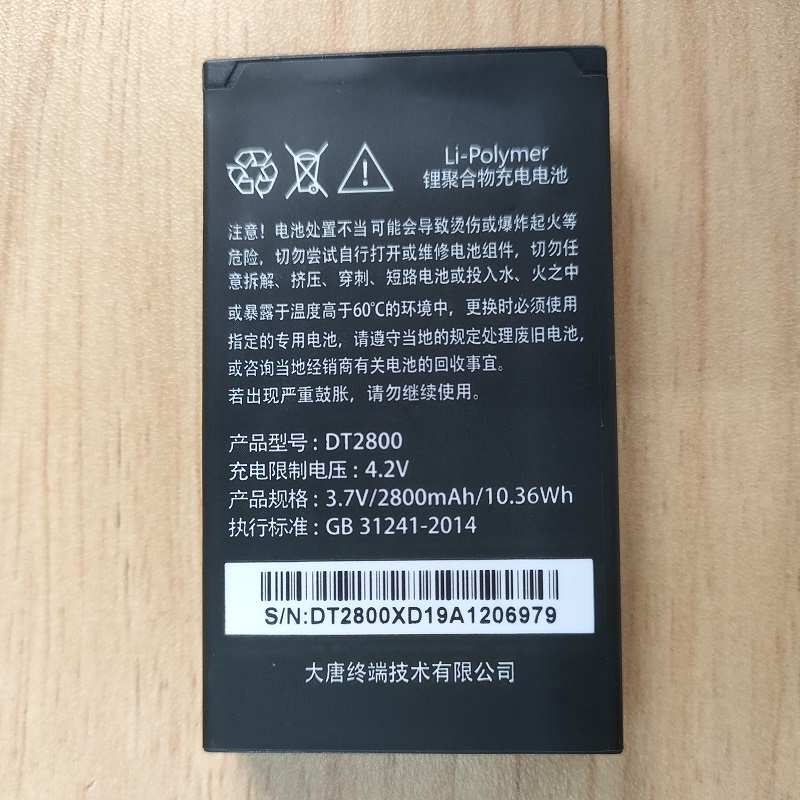 Li-Polymer
锂聚合物充电电池
注意！电池处置不当可能会导致烫伤或爆炸起火等
危险，切勿尝试自行打开或维修电池组件，切勿任
意拆解、挤压、穿刺、短路电池或投入水、火之中
或暴露于温度高于60℃的环境中，更换时必须使用
指定的专用电池，请遵守当地的规定处理废旧电池，
或咨询当地经销商有关电池的回收事宜。
若出现严重鼓胀，请勿继续使用。
产品型号：DT2800
充电限制电压：4.2V
产品规格：3.7V/2800mAh/10.36Wh
执行标准：GB 31241-2014
S/N:DT2800XD19A1206979
大唐终端技术有限公司